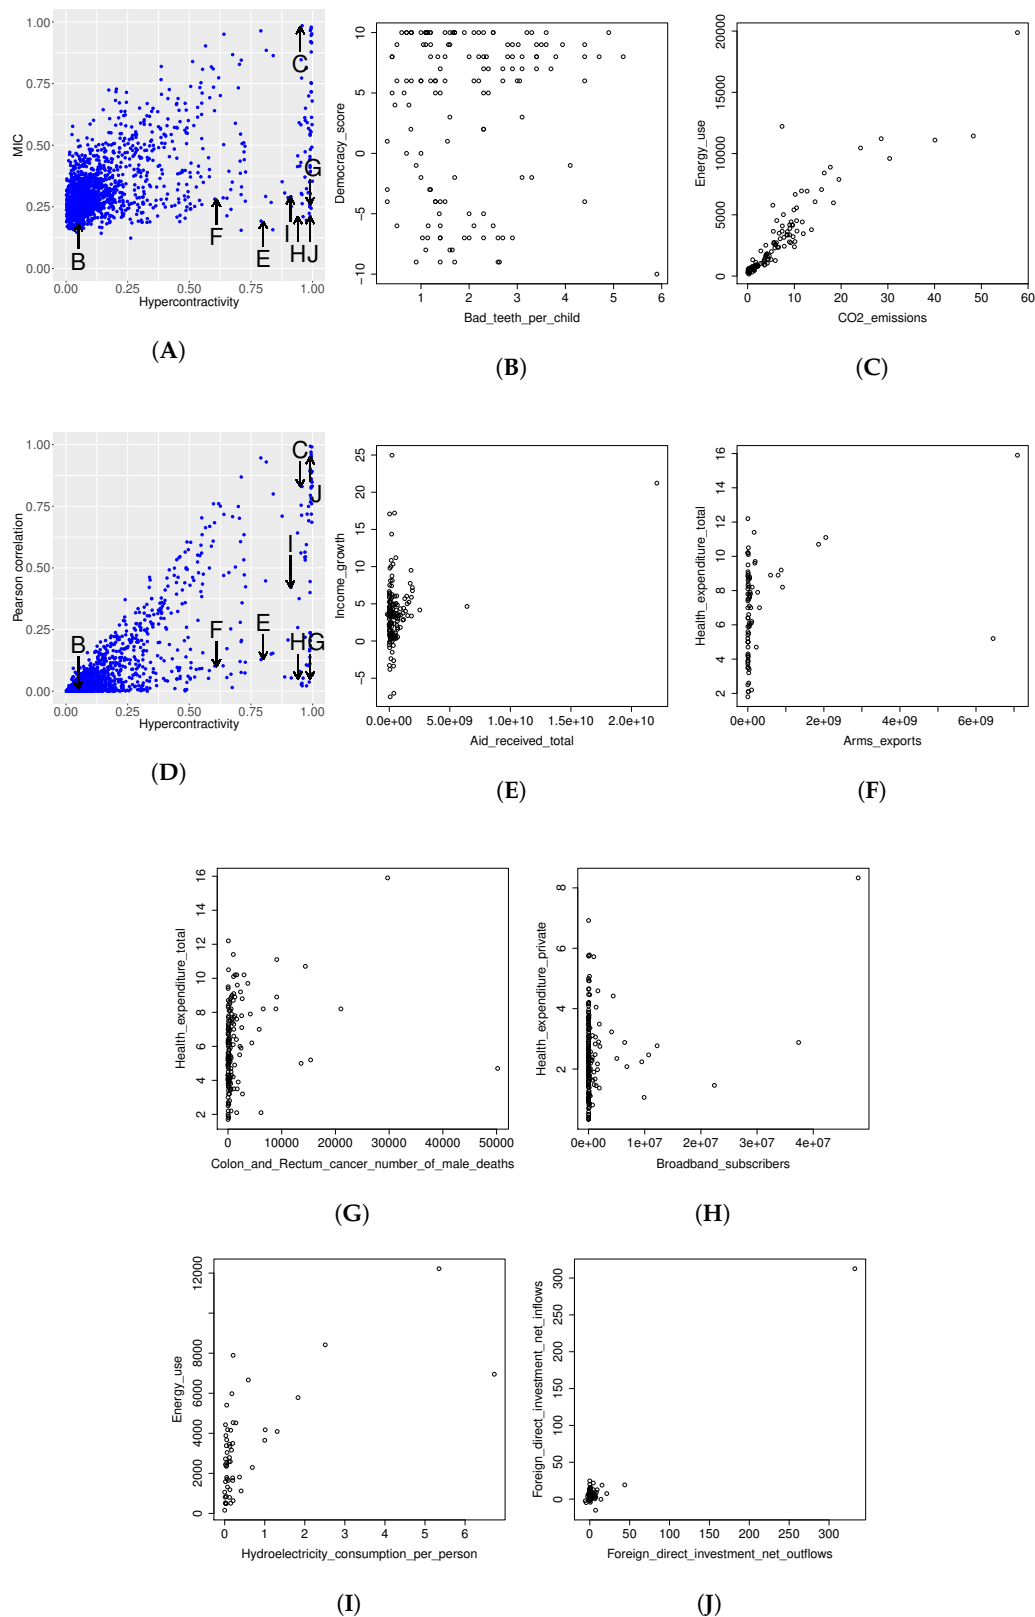 1.00
0.75
0.50
0.25
0.00
MIC
C
G
F
I
H
J
E
B
0.00 0.25 0.50 0.75 1.00
Hypercontractivity
(A)
10
5
0
−5
−10
Democracy_score
1 2 3 4 5 6
Bad_teeth_per_child
(B)
20000
15000
10000
5000
0
Energy_use
0 10 20 30 40 50 60
CO2_emissions
(C)
1.00
0.75
0.50
0.25
0.00
Pearson correlation
C
J
I
B
F
E
H
G
0.00 0.25 0.50 0.75 1.00
Hypercontractivity
(D)
25
20
15
10
5
0
−5
Income_growth
0.0e+00 5.0e+09 1.0e+10 1.5e+10 2.0e+10
Aid_received_total
(E)
16
14
12
10
8
6
4
2
Health_expenditure_total
0e+00 2e+09 4e+09 6e+09
Arms_exports
(F)
16
14
12
10
8
6
4
2
Health_expenditure_total
0 10000 20000 30000 40000 50000
Colon_and_Rectum_cancer_number_of_male_deaths
(G)
8
6
4
2
Health_expenditure_private
0e+00 1e+07 2e+07 3e+07 4e+07
Broadband_subscribers
(H)
12000
8000
6000
4000
2000
0
Energy_use
0 1 2 3 4 5 6
Hydroelectricity_consumption_per_person
(I)
300
250
200
150
100
50
0
Foreign_direct_investment_net_inflows
0 50 100 150 200 250 300
Foreign_direct_investment_net_outflows
(J)